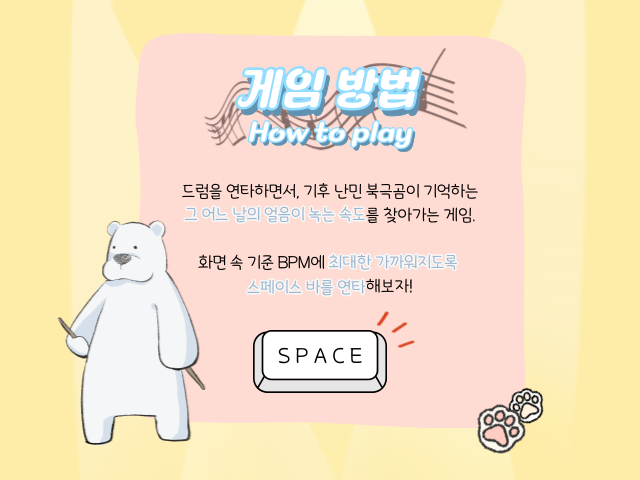 게임 방법
How to play
드럼을 연타하면서, 기후 난민 북극곰이 기억하는
그 어느 날의 얼음이 녹는 속도를 찾아가는 게임.
화면 속 기준 BPM에 최대한 가까워지도록
스페이스 바를 연타해보자!
SPACE